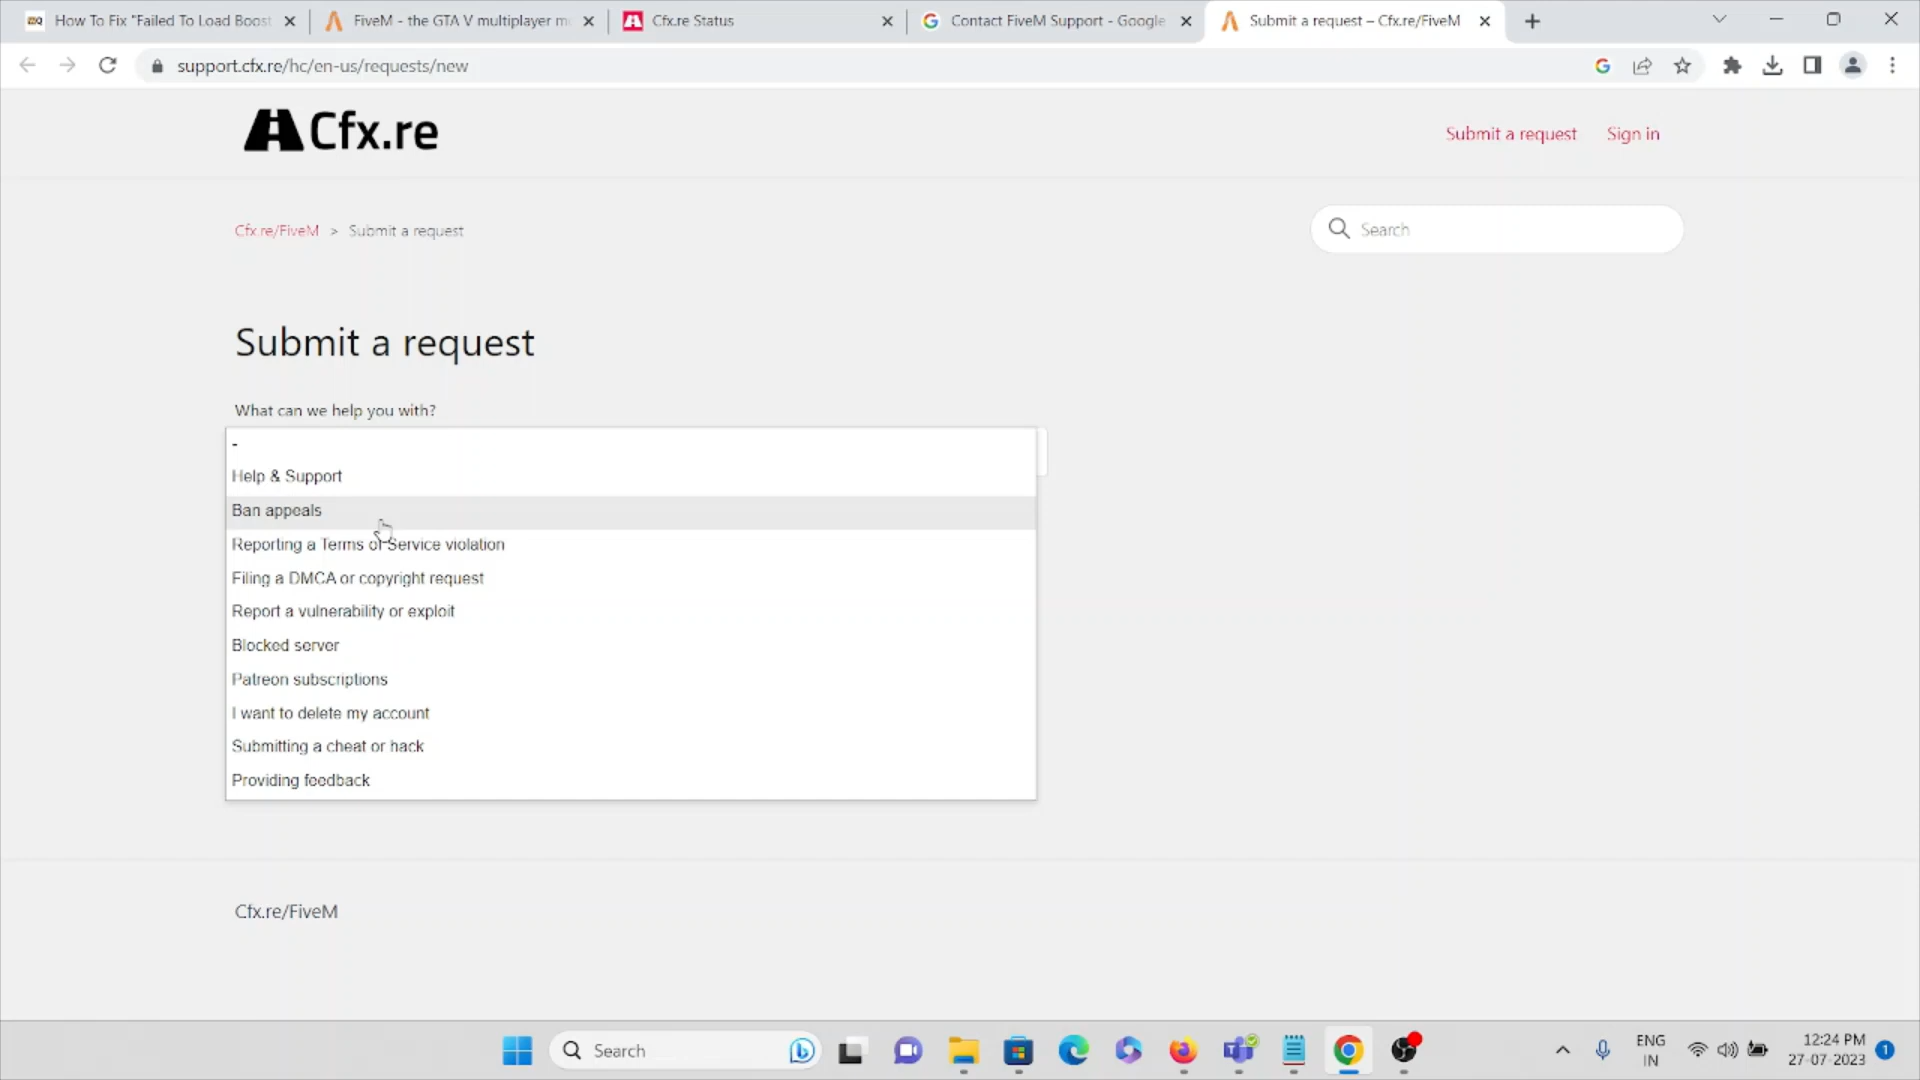 How To Fix "Failed To Load Boost
FiveM - the GTA V multiplayer m
Cfx.re Status
Contact FiveM Support - Google
Submit a request – Cfx.re/FiveM
support.cfx.re/hc/en-us/requests/new
Cfx.re
Submit a request
Sign in
Cfx.re/FiveM > Submit a request
Search
Submit a request
What can we help you with?
-
Help & Support
Ban appeals
Reporting a Terms of Service violation
Filing a DMCA or copyright request
Report a vulnerability or exploit
Blocked server
Patreon subscriptions
I want to delete my account
Submitting a cheat or hack
Providing feedback
Cfx.re/FiveM
Search
ENG
IN
12:24 PM
27-07-2023
1